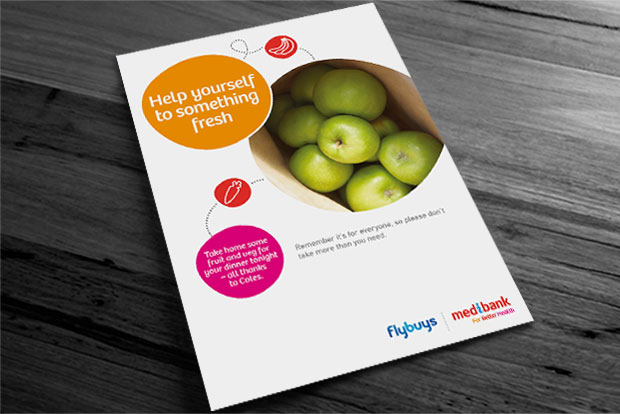 Help yourself
to something
fresh
Take home some
fruit and veg for
your dinner tonight
– all thanks
to Coles.
Remember it's for everyone, so please don't
take more than you need.
flybuys
medibank
For Better Health